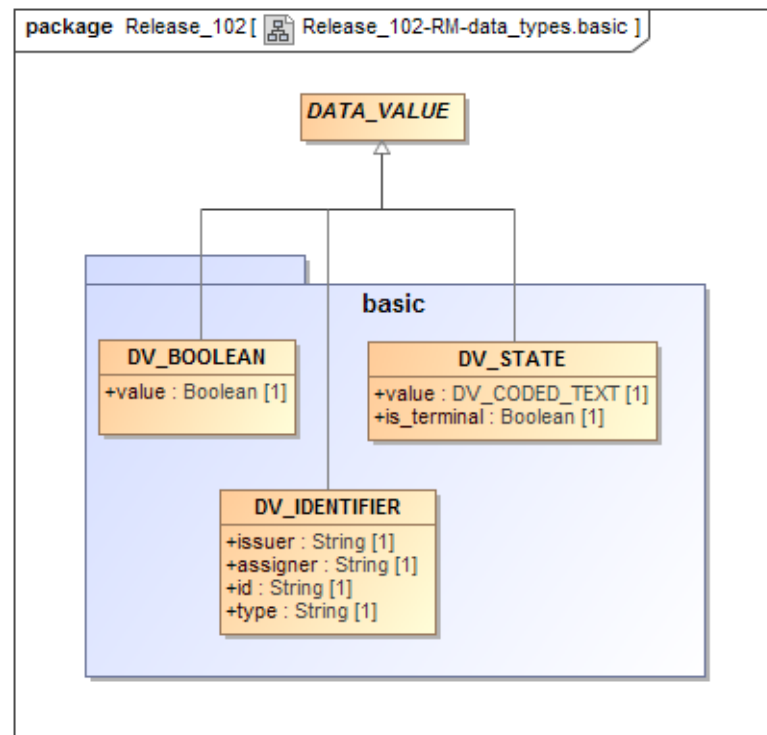 package Release_102[ Release_102-RM-data_types.basic ]
DATA_VALUE
basic
DV_BOOLEAN
+value : Boolean [1]
DV_STATE
+value : DV_CODED_TEXT [1]
+is_terminal : Boolean [1]
DV_IDENTIFIER
+issuer : String [1]
+assigner : String [1]
+id : String [1]
+type : String [1]